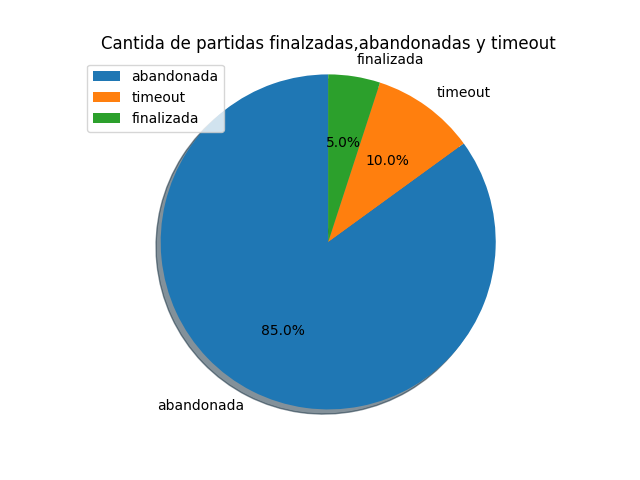 Cantida de partidas finalzadas,abandonadas y timeout
finalizada
abandonada
timeout
finalizada
timeout
5.0%
10.0%
85.0%
abandonada